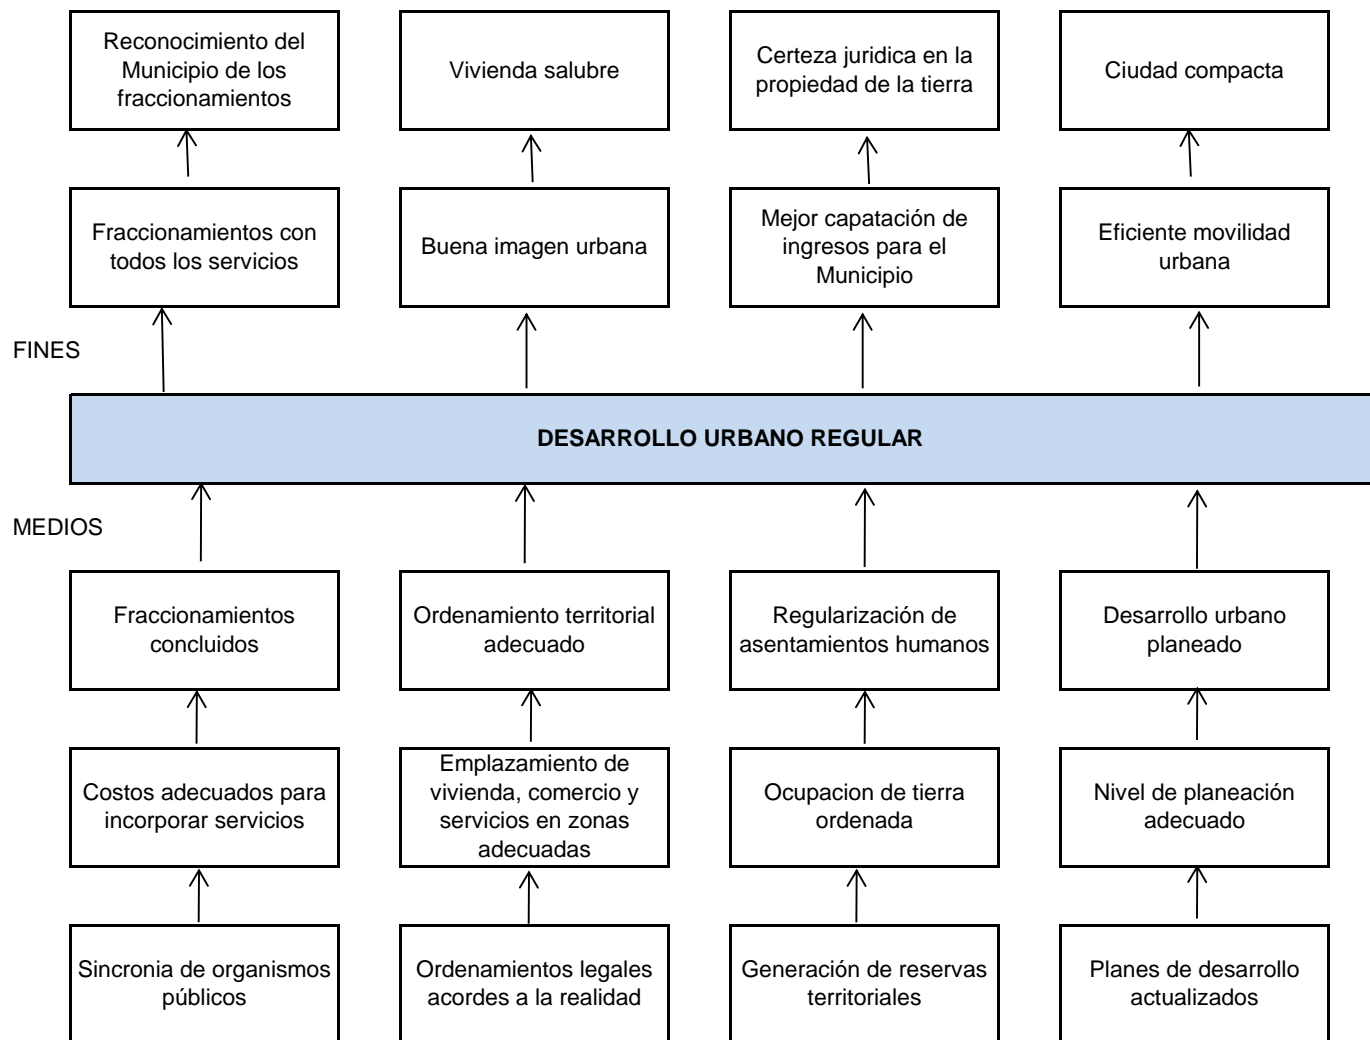 Reconocimiento del
Municipio de los
fraccionamientos
Vivienda salubre
Certeza juridica en la
propiedad de la tierra
Ciudad compacta
Fraccionamientos con
todos los servicios
Buena imagen urbana
Mejor capatación de
ingresos para el
Municipio
Eficiente movilidad
urbana
FINES
DESARROLLO URBANO REGULAR
MEDIOS
Fraccionamientos
concluidos
Ordenamiento territorial
adecuado
Regularización de
asentamientos humanos
Desarrollo urbano
planeado
Costos adecuados para
incorporar servicios
Emplazamiento de
vivienda, comercio y
servicios en zonas
adecuadas
Ocupacion de tierra
ordenada
Nivel de planeación
adecuado
Sincronia de organismos
públicos
Ordenamientos legales
acordes a la realidad
Generación de reservas
territoriales
Planes de desarrollo
actualizados